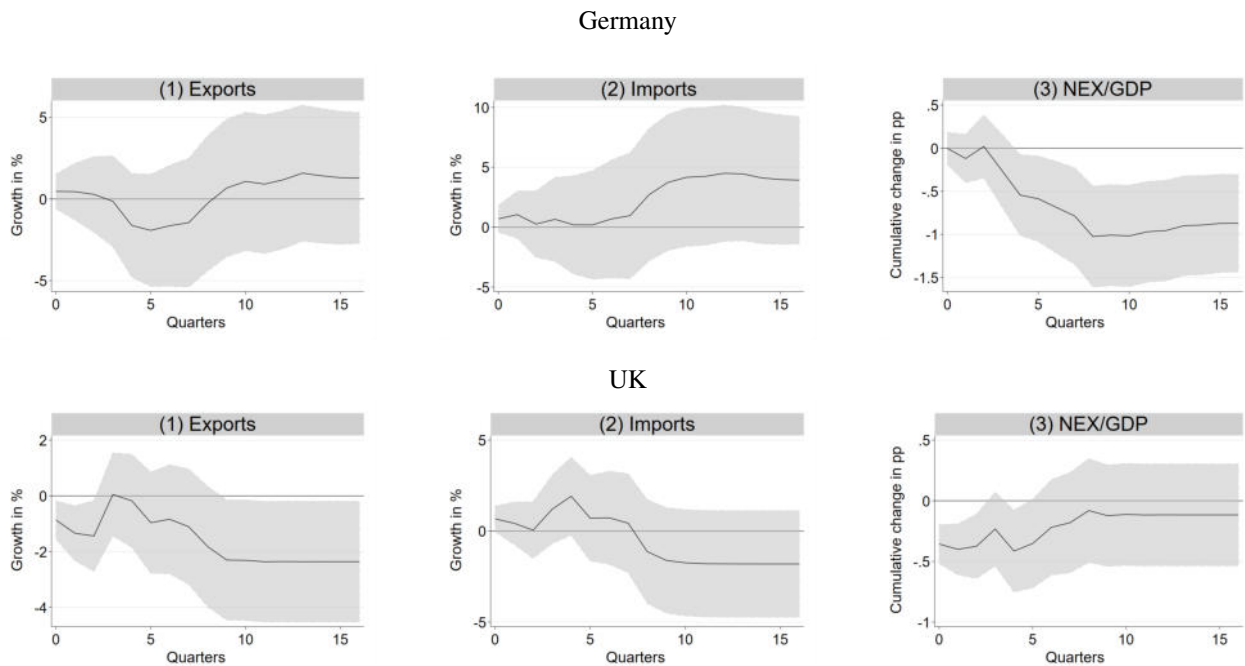 Germany
(1) Exports
Growth in %
5
0
-5
0 5 10 15
Quarters
(2) Imports
Growth in %
10
5
0
-5
0 5 10 15
Quarters
(3) NEX/GDP
Cumulative change in pp
.5
0
-.5
-1
-1.5
0 5 10 15
Quarters
UK
(1) Exports
Growth in %
2
0
-2
-4
0 5 10 15
Quarters
(2) Imports
Growth in %
5
0
-5
0 5 10 15
Quarters
(3) NEX/GDP
Cumulative change in pp
.5
0
-.5
-1
0 5 10 15
Quarters